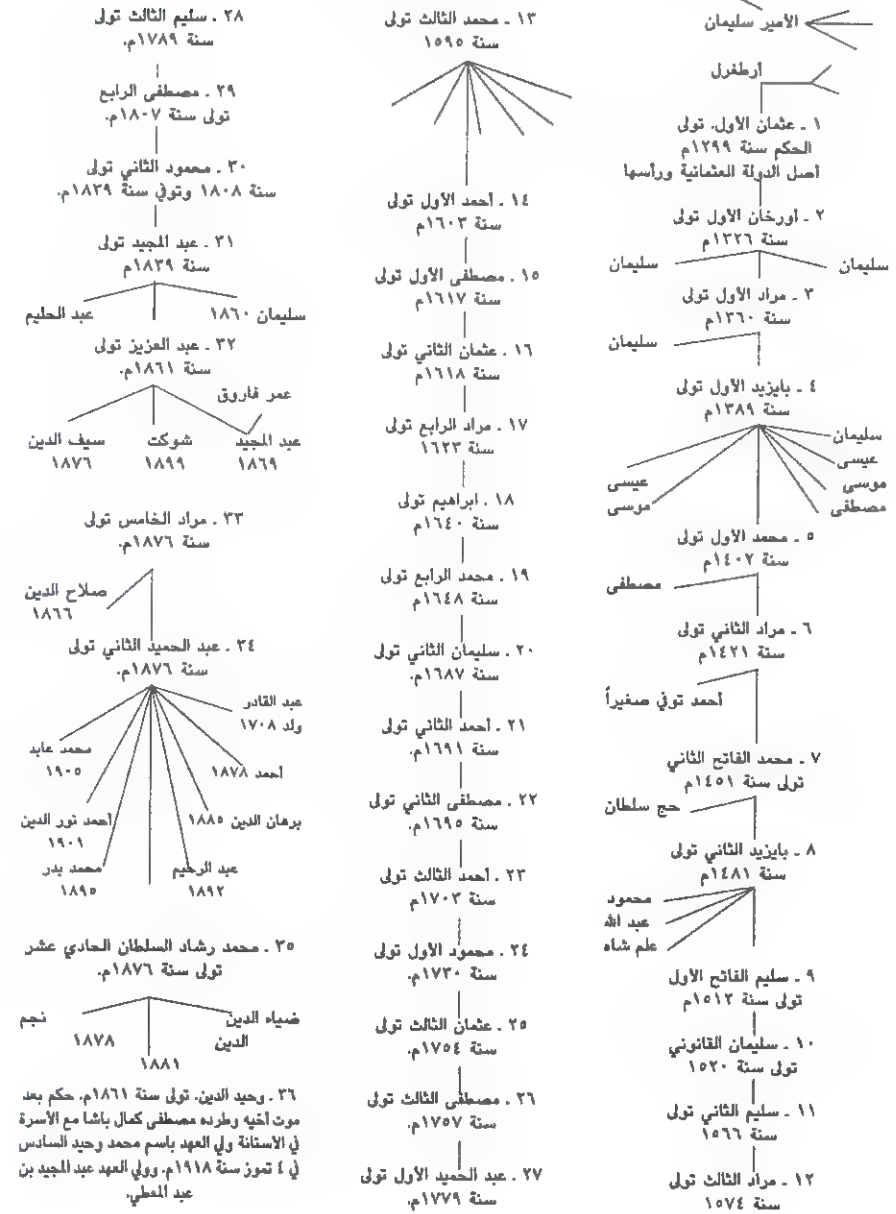 الأمير سليمان
أرطغرل
١ ـ عثمان الأول. تولى
الحكم سنة ١٢٩٩م
أصل الدولة العثمانية ورأسها
٢ ـ أورخان الأول تولى
سنة ١٣٢٦م
سليمان
سليمان
٣ ـ مراد الأول تولى
سنة ١٣٦٠م
سليمان
٤ ـ بايزيد الأول تولى
سنة ١٣٨٩م
سليمان
عيسى
موسى
مصطفى
عيسى
موسى
٥ ـ محمد الأول تولى
سنة ١٤٠٢م
مصطفى
٦ ـ مراد الثاني تولى
سنة ١٤٢١م
أحمد توفي صغيراً
٧ ـ محمد الفاتح الثاني
تولى سنة ١٤٥١م
حج سلطان
٨ ـ بايزيد الثاني تولى
سنة ١٤٨١م
محمود
عبد الله
علم شاه
٩ ـ سليم الفاتح الأول
تولى سنة ١٥١٢م
١٠ ـ سليمان القانوني
تولى سنة ١٥٢٠م
١١ ـ سليم الثاني تولى
سنة ١٥٦٦
١٢ ـ مراد الثالث تولى
سنة ١٥٧٤
١٣ ـ محمد الثالث تولى
سنة ١٥٩٥
١٤ . أحمد الأول تولى
سنة ١٦٠٣م
١٥ . مصطفى الأول تولى
سنة ١٦١٧م
١٦ . عثمان الثاني تولى
سنة ١٦١٨م
١٧ . مراد الرابع تولى
سنة ١٦٢٣
١٨ . ابراهيم تولى
سنة ١٦٤٠م
١٩ . محمد الرابع تولى
سنة ١٦٤٨م
٢٠ . سليمان الثاني تولى
سنة ١٦٨٧م.
٢١ . أحمد الثاني تولى
سنة ١٦٩١م
٢٢ . مصطفى الثاني تولى
سنة ١٦٩٥م.
٢٣ . أحمد الثالث تولى
سنة ١٧٠٣م
٢٤ . محمود الأول تولى
سنة ١٧٣٠م.
٢٥ . عثمان الثالث تولى
سنة ١٧٥٤م.
٢٦ . مصطفى الثالث تولى
سنة ١٧٥٧م.
٢٧ . عبد الحميد الأول تولى
سنة ١٧٧٩م.
٢٨ . سليم الثالث تولى
سنة ١٧٨٩م.
٢٩ . مصطفى الرابع
تولى سنة ١٨٠٧م.
٣٠ . محمود الثاني تولى
سنة ١٨٠٨ وتوفي سنة ١٨٣٩م.
٣١ . عبد المجيد تولى
سنة ١٨٣٩م
سليمان ١٨٦٠
عبد الحليم
٣٢ . عبد العزيز تولى
سنة ١٨٦١م.
عمر فاروق
عبد المجيد
١٨٦٩
شوكت
١٨٩٩
سيف الدين
١٨٧٦
٣٣ . مراد الخامس تولى
سنة ١٨٧٦م.
صلاح الدين
١٨٦٦
٣٤ . عبد الحميد الثاني تولى
سنة ١٨٧٦م.
عبد القادر
ولد ١٧٠٨
أحمد ١٨٧٨
برهان الدين ١٨٨٥
عبد الرحيم
١٨٩٢
محمد عابد
١٩٠٥
أحمد نور الدين
١٩٠١
محمد بدر
١٨٩٥
٣٥ . محمد رشاد السلطان الحادي عشر
تولى سنة ١٨٧٦م.
ضياء الدين
نجم
الدين
١٨٧٨
١٨٨١
٣٦ . وحيد الدين. تولى سنة ١٨٦١م. حكم بعد
موت أخيه وطرده مصطفى كمال باشا مع الأسرة
في الأستانة ولي العهد باسم محمد وحيد السادس
في ٤ تموز سنة ١٩١٨م. وولي العهد عبد المجيد بن
عبد المعطي.